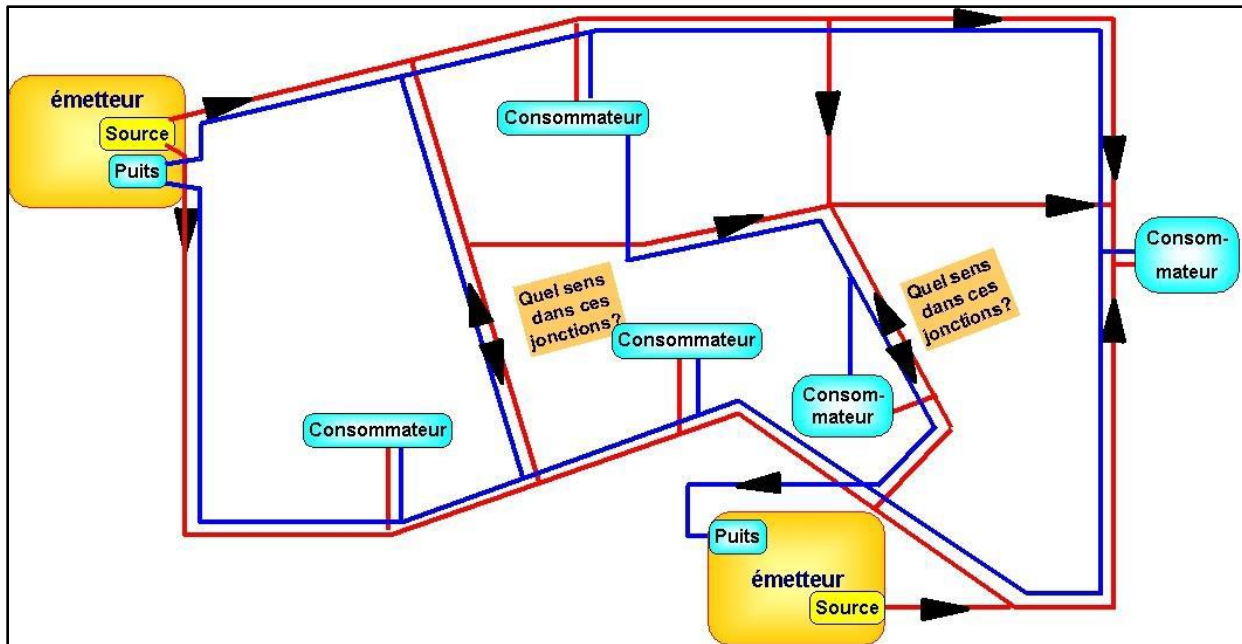 émetteur
Source
Puits
Consommateur
Consom-
mateur
Quel sens
dans ces
jonctions?
Quel sens
dans ces
jonctions?
Consommateur
Consom-
mateur
Consommateur
Puits
émetteur
Source